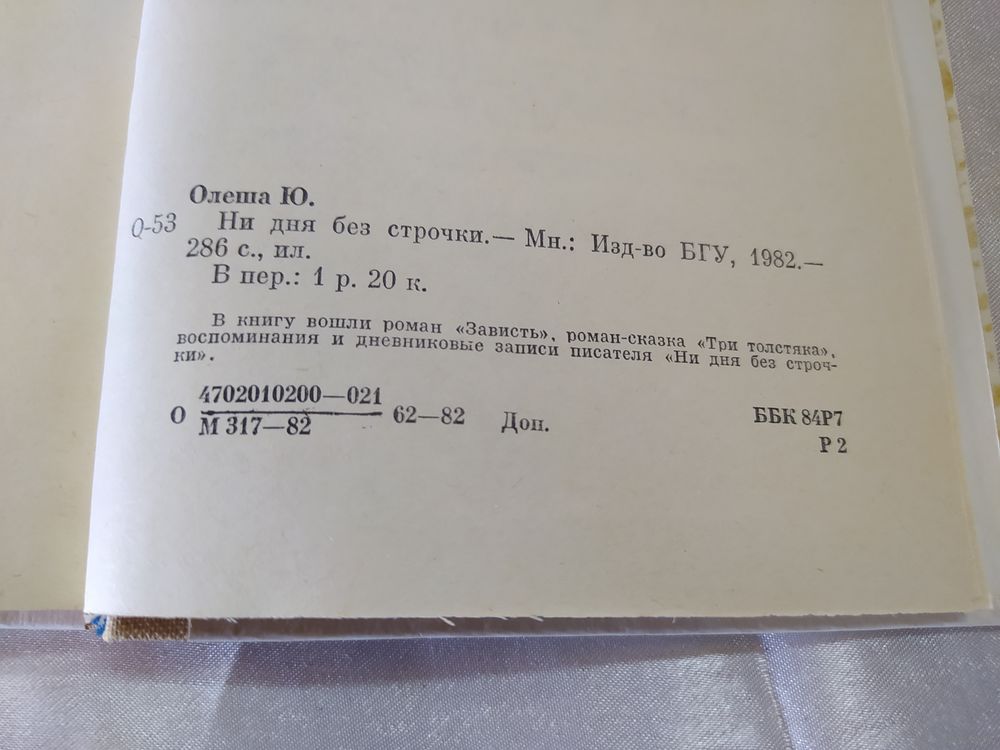 Олеша Ю.
О-53
Ни дня без строчки.— Мн.: Изд-во БГУ, 1982.—
286 с., ил.
В пер.: 1 р. 20 к.
В книгу вошли роман «Зависть», роман-сказка «Три толстяка»,
воспоминания и дневниковые записи писателя «Ни дня без строч-
ки».
4702010200—021
О М 317—82 62—82 Доп. ББК 84Р7
Р 2